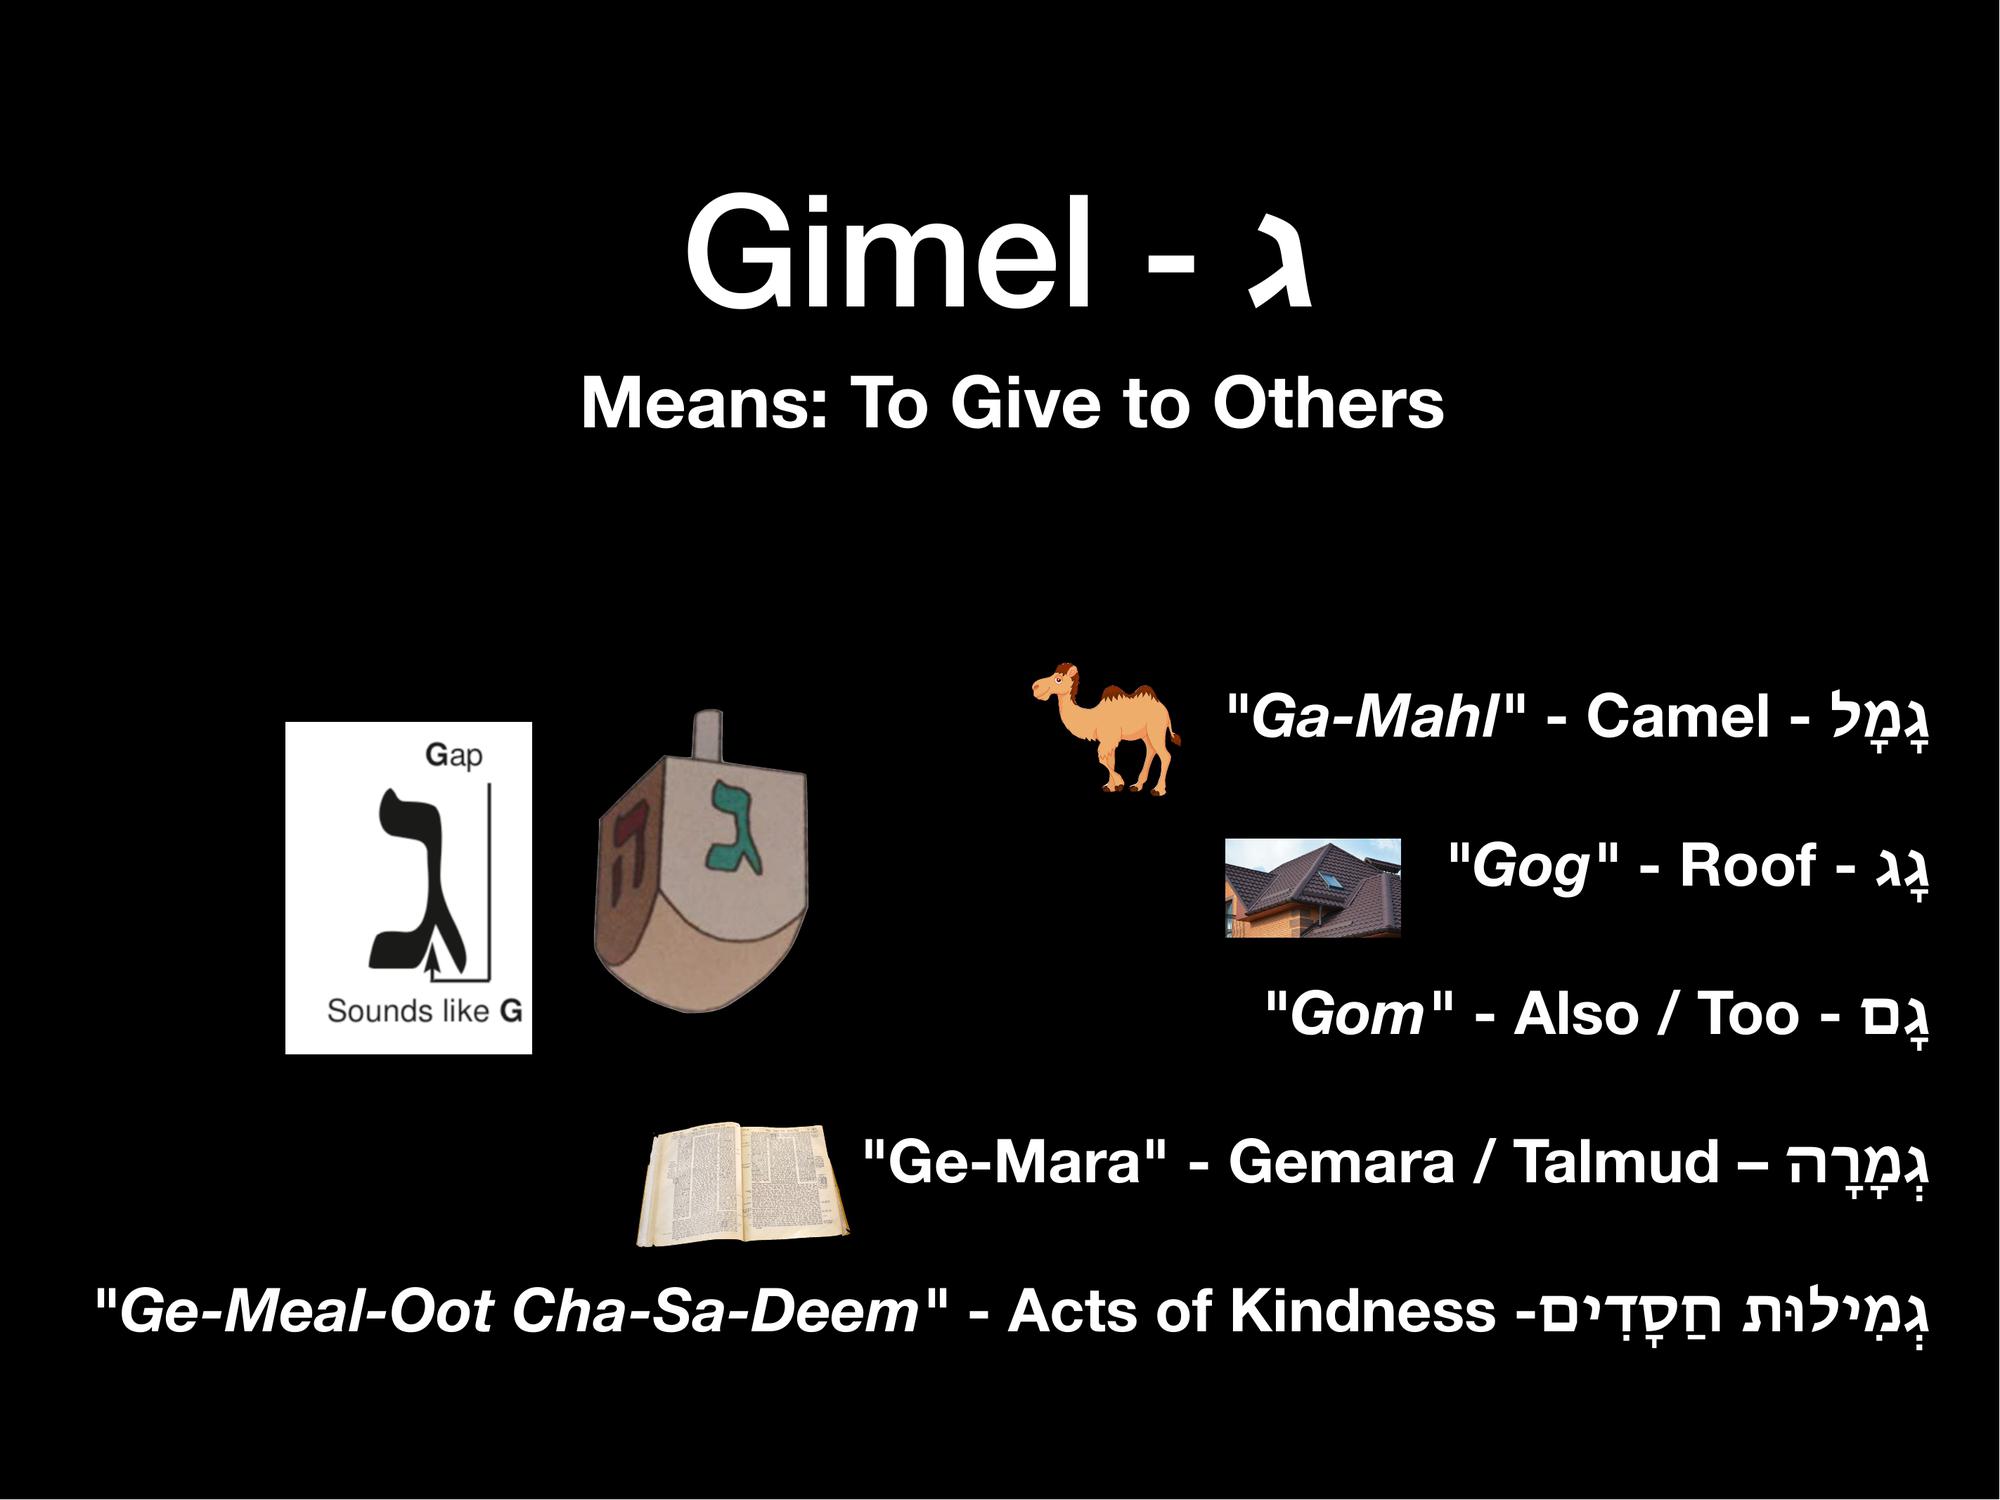 Gimel - ג
Means: To Give to Others
"Ga-Mahl" - Camel - גָּמָל
"Gog" - Roof - גָג
"Gom" - Also / Too - גָם
"Ge-Mara" - Gemara / Talmud – גְמָרָה
"Ge-Meal-Oot Cha-Sa-Deem" - Acts of Kindness -גְמִילוּת חַסָדִים
Gap
ג
Sounds like G
ה ג